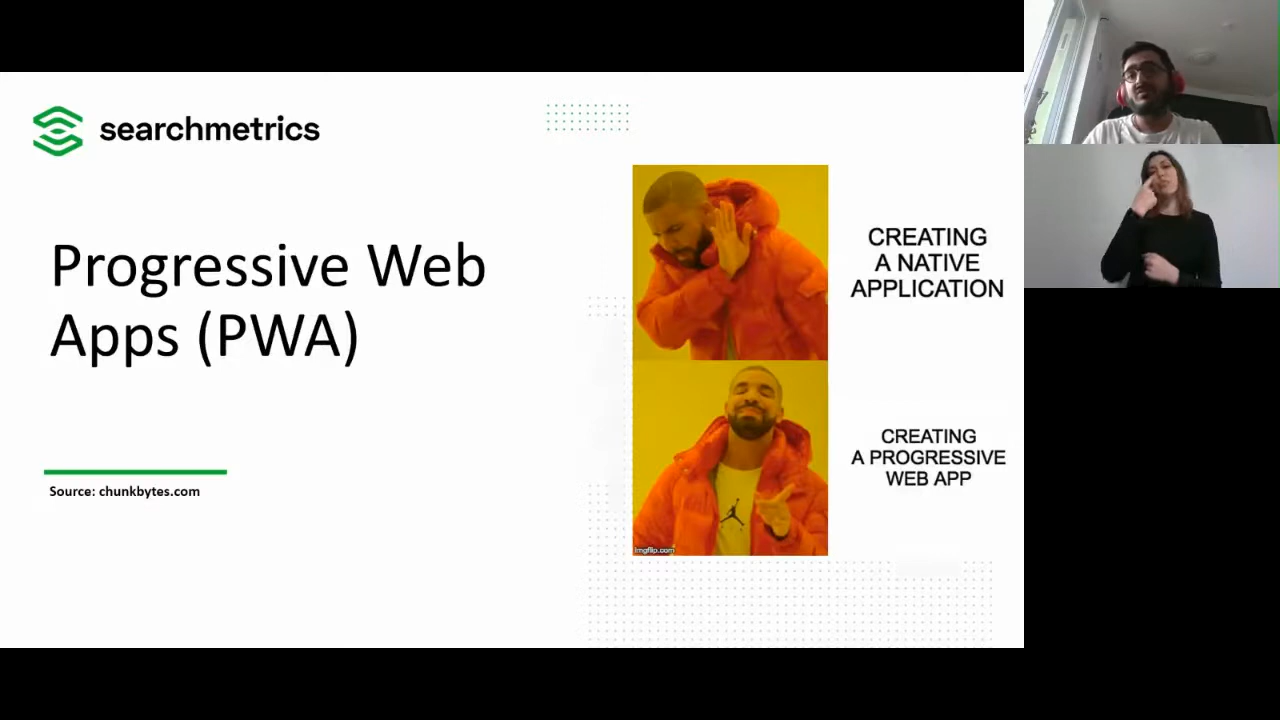 searchmetrics
Progressive Web
Apps (PWA)
Source: chunkbytes.com
CREATING
A NATIVE
APPLICATION
CREATING
A PROGRESSIVE
WEB APP
imgflip.com